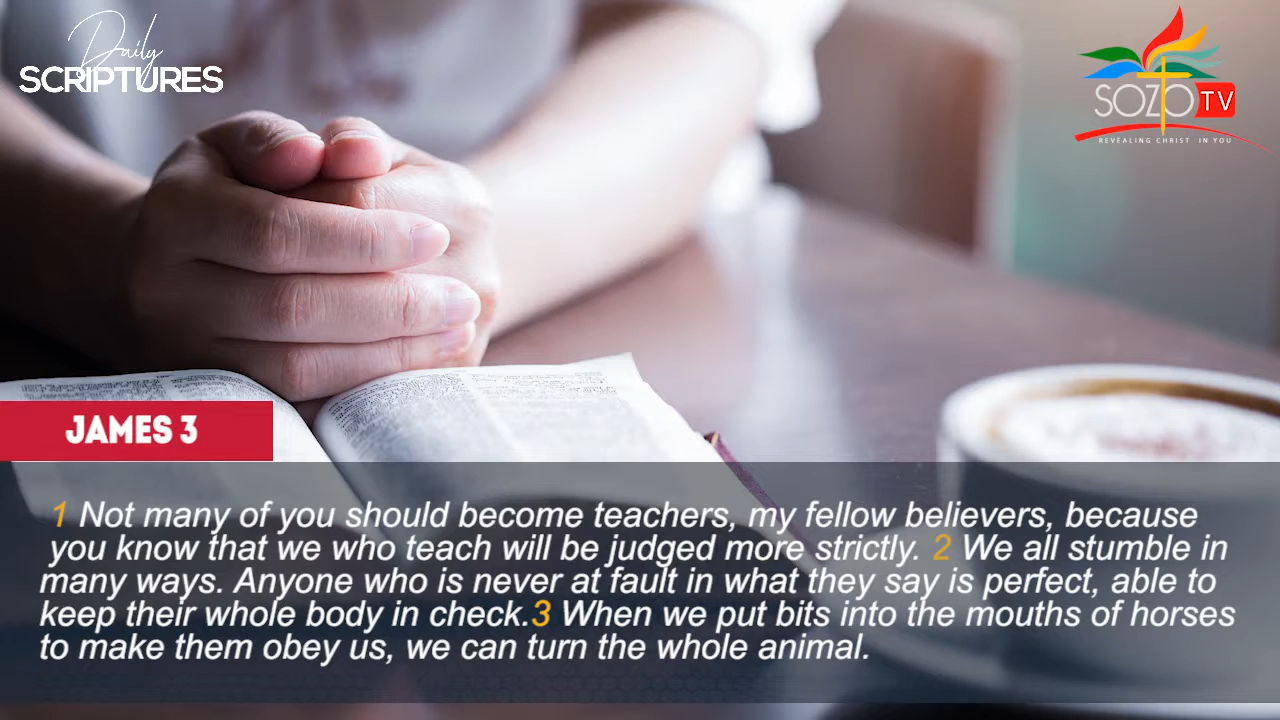 Daily
SCRIPTURES
SOZO TV
REVEALING CHRIST IN YOU
JAMES 3
1 Not many of you should become teachers, my fellow believers, because
you know that we who teach will be judged more strictly. 2 We all stumble in
many ways. Anyone who is never at fault in what they say is perfect, able to
keep their whole body in check.3 When we put bits into the mouths of horses
to make them obey us, we can turn the whole animal.